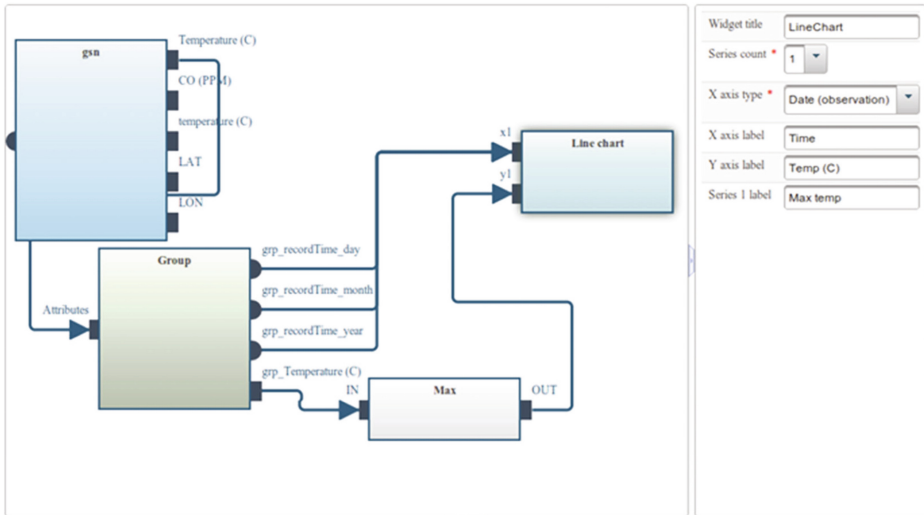 gsn
Temperature (C)
CO (PPM)
temperature (C)
LAT
LON
Group
Attributes
grp_recordTime_day
grp_recordTime_month
grp_recordTime_year
grp_Temperature (C)
IN
Max
OUT
x1
y1
Line chart
Widget title LineChart
Series count * 1
X axis type * Date (observation)
X axis label Time
Y axis label Temp (C)
Series 1 label Max temp